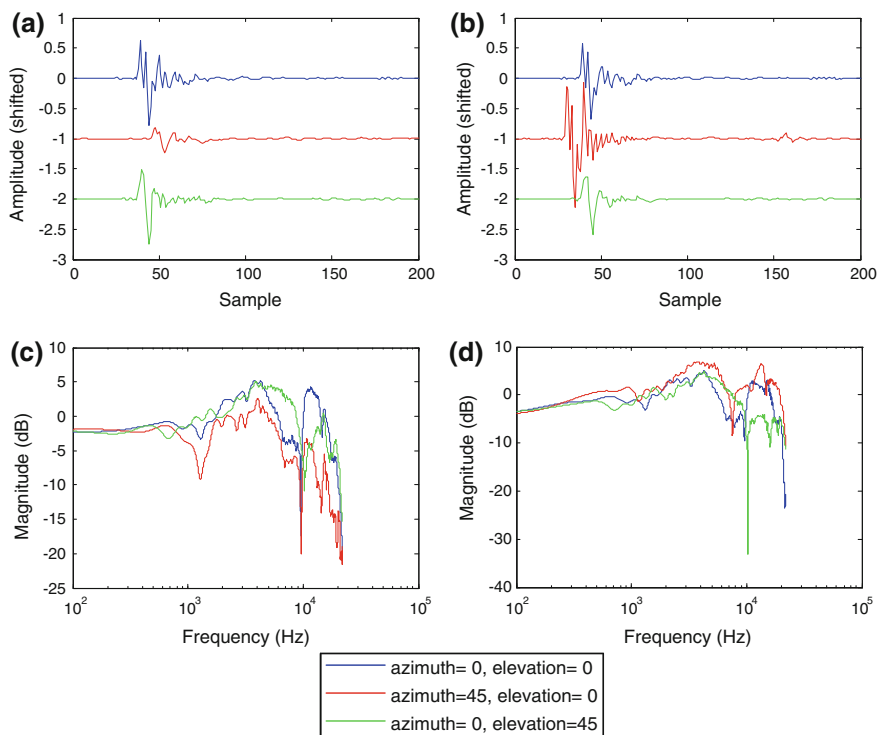 (a)
1
0.5
0
-0.5
-1
-1.5
-2
-2.5
-3
Amplitude (shifted)
0 50 100 150 200
Sample
(b)
1
0.5
0
-0.5
-1
-1.5
-2
-2.5
-3
Amplitude (shifted)
0 50 100 150 200
Sample
(c)
10
5
0
-5
-10
-15
-20
-25
Magnitude (dB)
10² 10³ 10⁴ 10⁵
Frequency (Hz)
(d)
10
0
-10
-20
-30
-40
Magnitude (dB)
10² 10³ 10⁴ 10⁵
Frequency (Hz)
azimuth= 0, elevation= 0
azimuth=45, elevation= 0
azimuth= 0, elevation=45